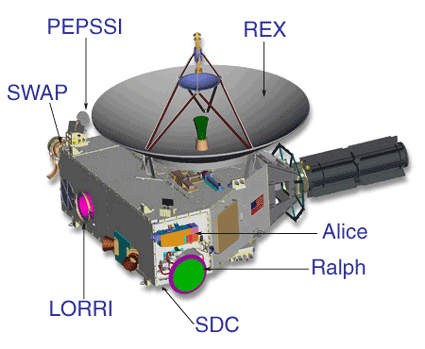 PEPSSI
REX
SWAP
Alice
Ralph
LORRI
SDC